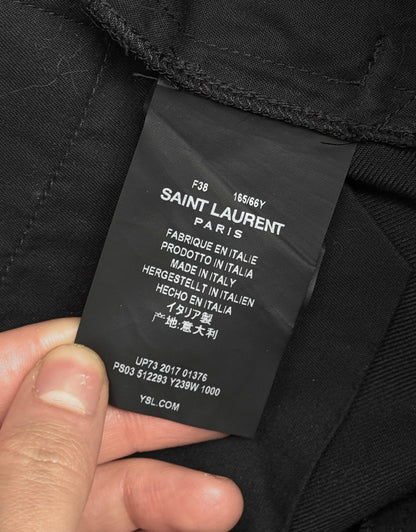 F38 165/66Y
SAINT LAURENT
PARIS
FABRIQUE EN ITALIE
PRODOTTO IN ITALIA
MADE IN ITALY
HERGESTELLT IN ITALIEN
HECHO EN ITALIA
イタリア製
产地:意大利
UP73 2017 01376
PS03 512293 Y239W 1000
YSL.COM